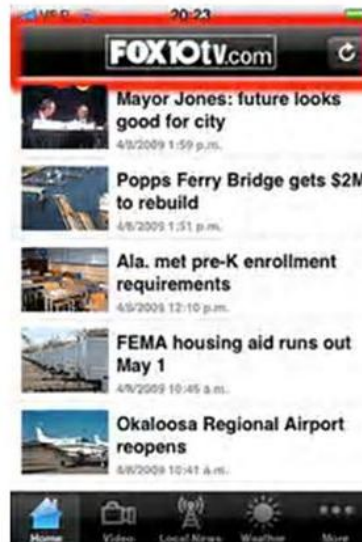 20:23
FOX10tv.com
Mayor Jones: future looks
good for city
4/8/2009 1:59 p.m.
Popps Ferry Bridge gets $2M
to rebuild
4/8/2009 1:51 p.m.
Ala. met pre-K enrollment
requirements
12:10 p.m.
FEMA housing aid runs out
May 1
4/8/2009 10:45 a.m.
Okaloosa Regional Airport
reopens
4/8/2009 10:41 a.m.
Home Video Local News Weather More